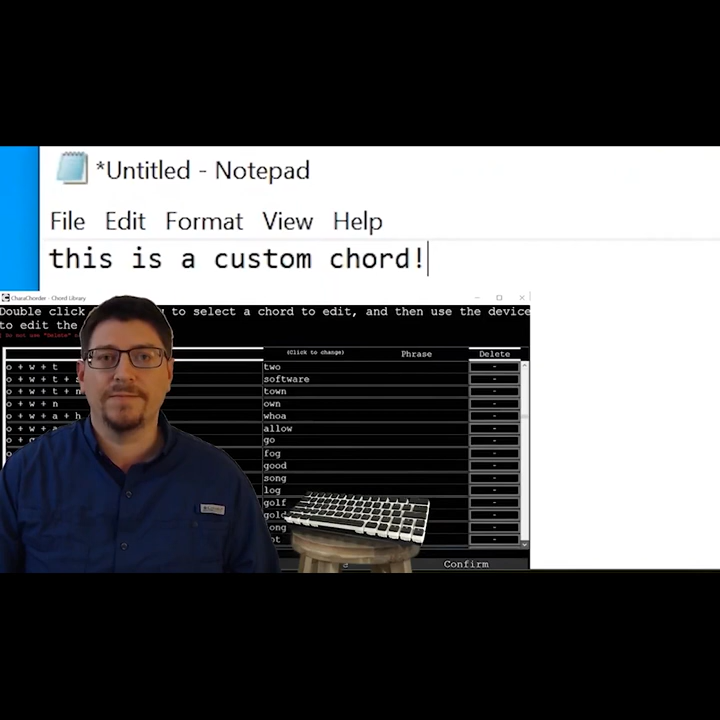 *Untitled - Notepad
File Edit Format View Help
this is a custom chord!
CharaChorder - Chord Library
Double click to select a chord to edit, and then use the device
to edit the
(Click to change) Phrase Delete
o + w + t two -
o + w + t + software -
o + w + t + n town -
o + w + n own -
o + w + a + h whoa -
o + w + a allow -
o + go -
fog -
good -
song -
log -
golf -
-
-
-
Confirm